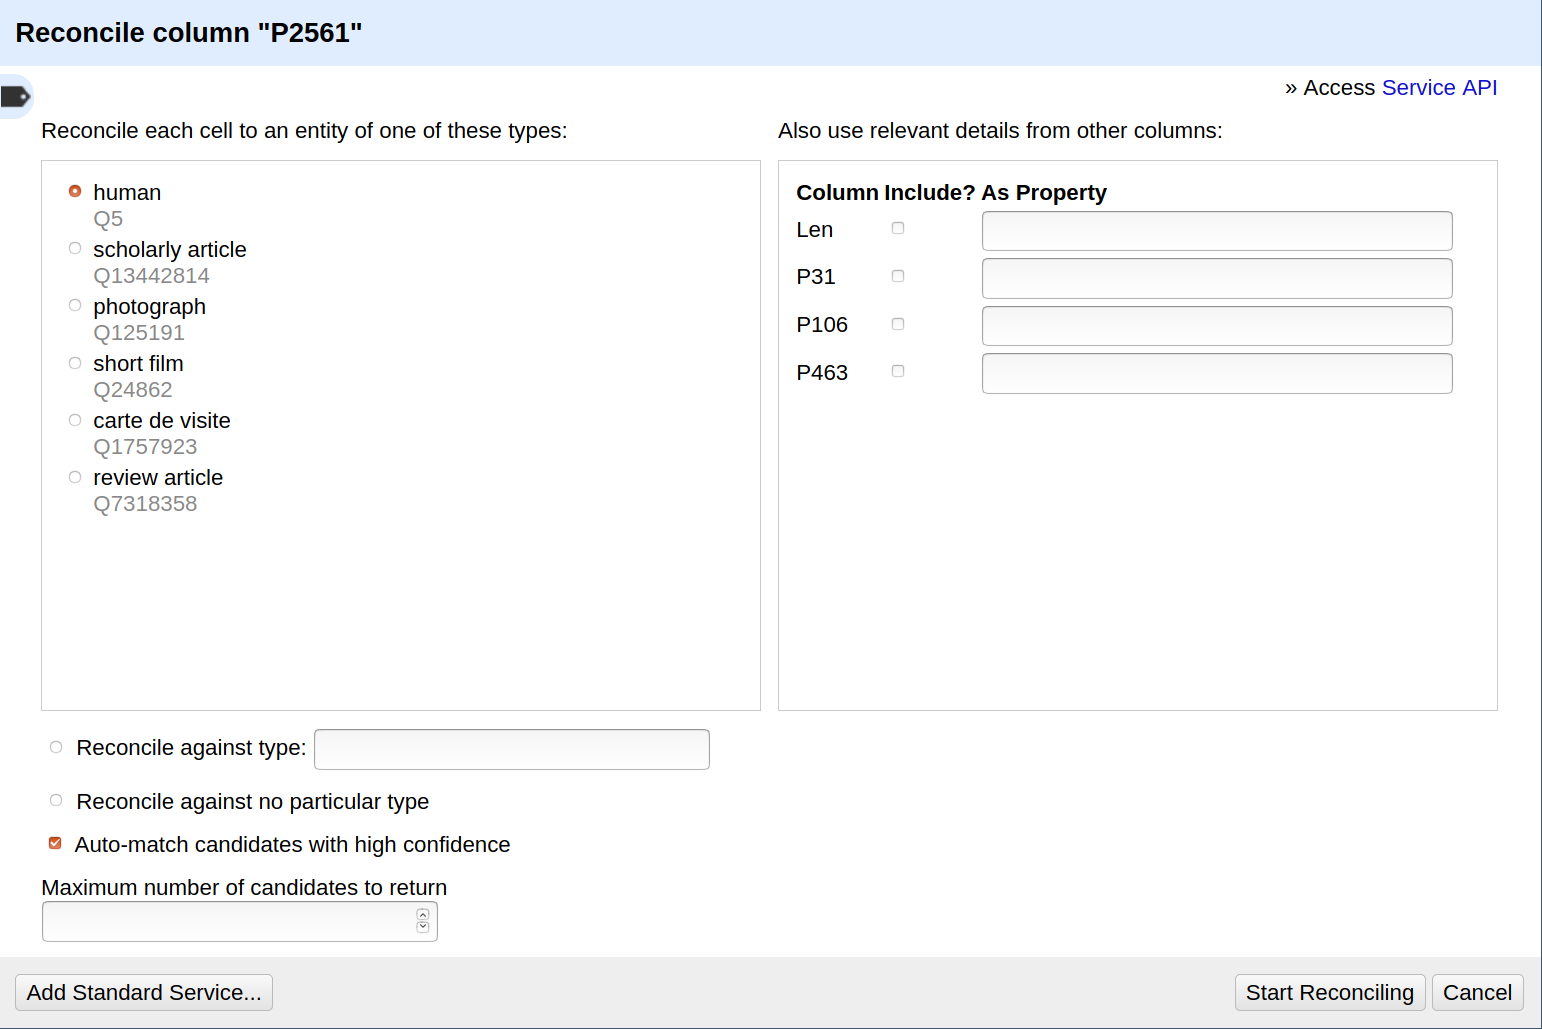 Reconcile column "P2561"
» Access Service API
Reconcile each cell to an entity of one of these types:
human
Q5
scholarly article
Q13442814
photograph
Q125191
short film
Q24862
carte de visite
Q1757923
review article
Q7318358
Also use relevant details from other columns:
Column Include? As Property
Len
P31
P106
P463
Reconcile against type:
Reconcile against no particular type
Auto-match candidates with high confidence
Maximum number of candidates to return
Add Standard Service...
Start Reconciling
Cancel